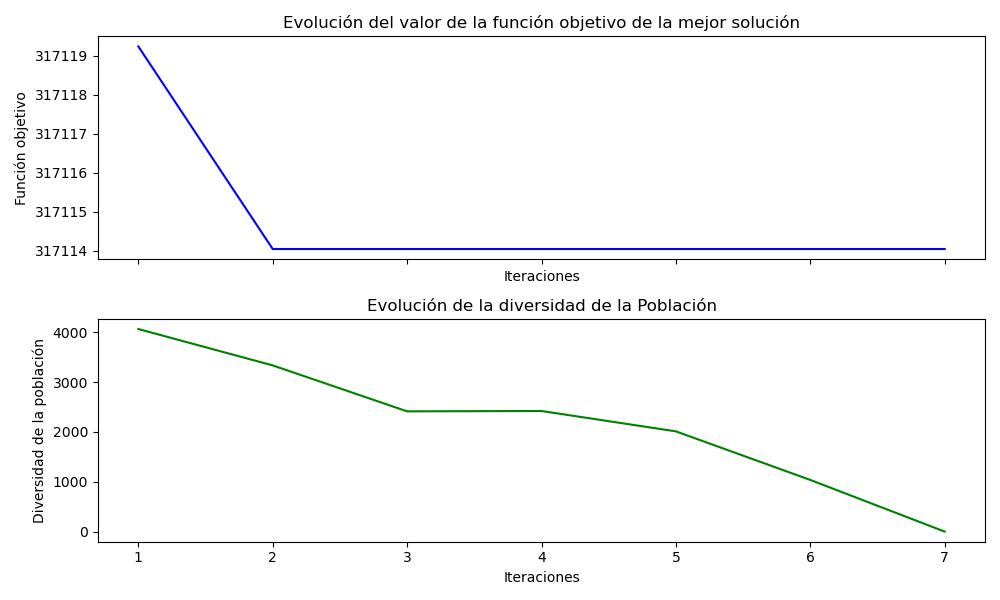 Evolución del valor de la función objetivo de la mejor solución
Función objetivo
317119
317118
317117
317116
317115
317114
Iteraciones
Evolución de la diversidad de la Población
Diversidad de la población
4000
3000
2000
1000
0
1 2 3 4 5 6 7
Iteraciones